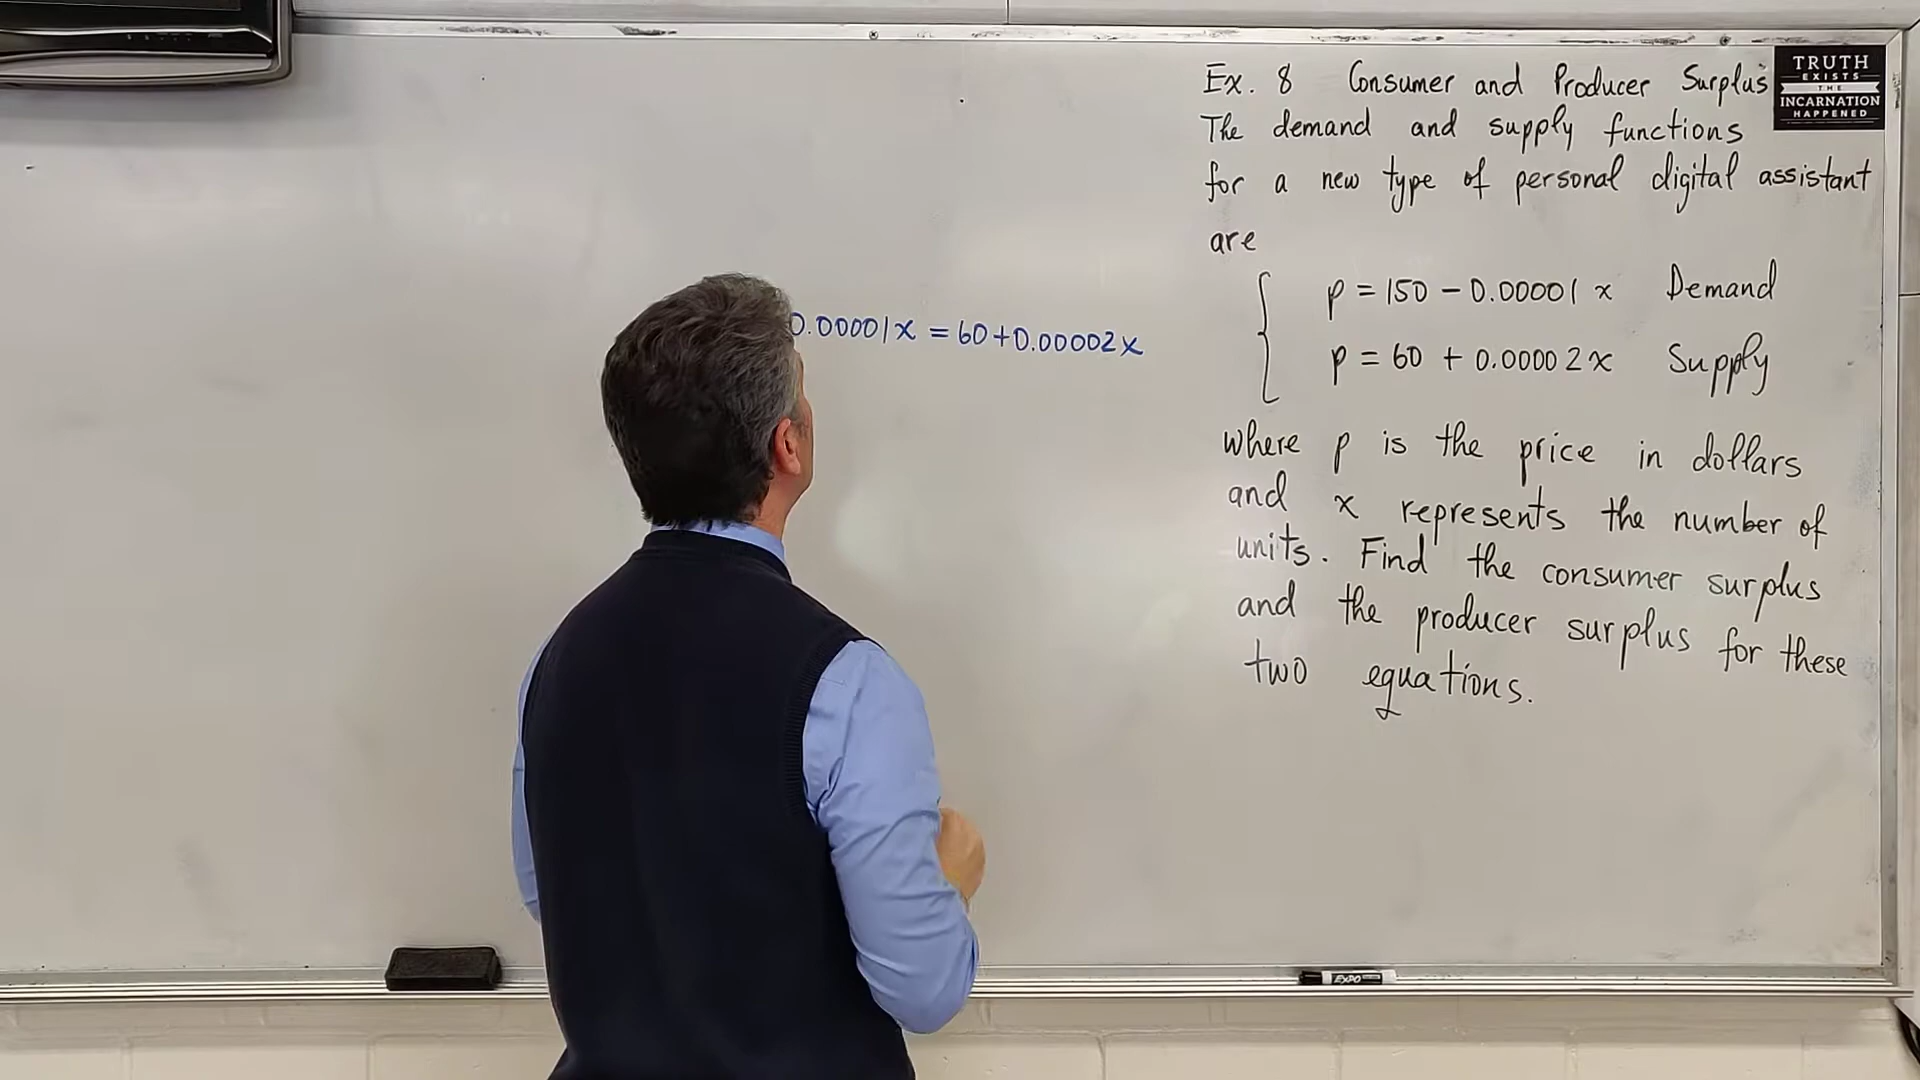 Ex. 8 Consumer and Producer Surplus
The demand and supply functions
for a new type of personal digital assistant
are
p = 150 - 0.00001 x Demand
p = 60 + 0.00002x Supply
where p is the price in dollars
and x represents the number of
units. Find the consumer surplus
and the producer surplus for these
two equations.
0.00001x = 60+0.00002x
TRUTH
EXISTS
THE
INCARNATION
HAPPENED
EXPO